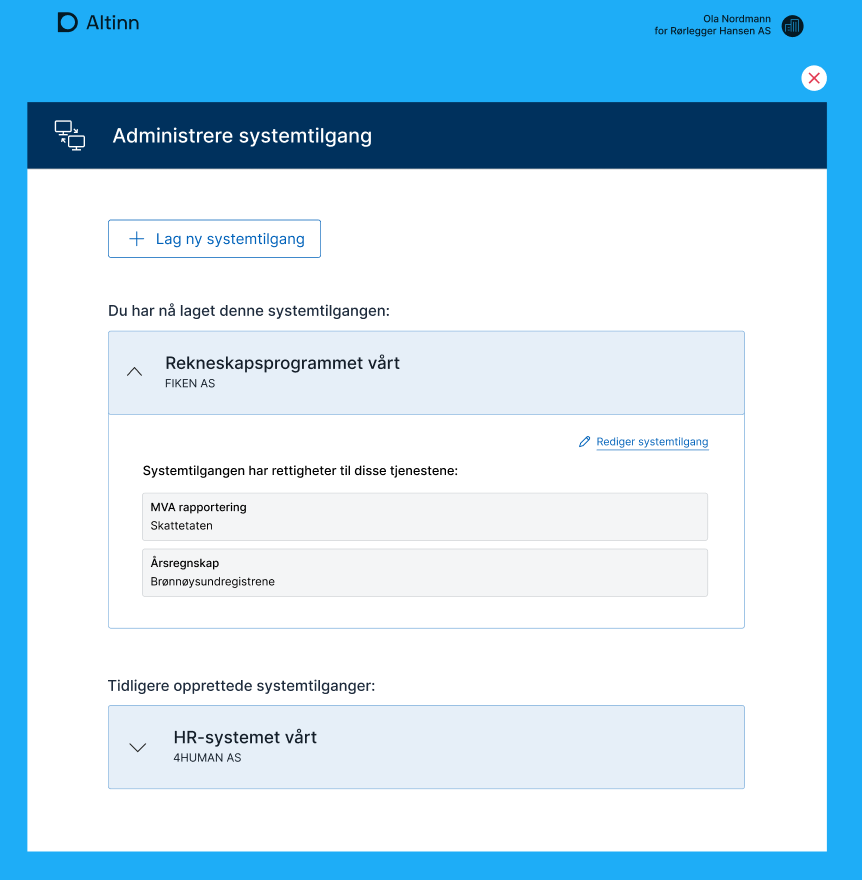 Altinn
Ola Nordmann
for Rørlegger Hansen AS
Administrere systemtilgang
Lag ny systemtilgang
Du har nå laget denne systemtilgangen:
Rekneskapsprogrammet vårt
FIKEN AS
Rediger systemtilgang
Systemtilgangen har rettigheter til disse tjenestene:
MVA rapportering
Skattetaten
Årsregnskap
Brønnøysundregistrene
Tidligere opprettede systemtilganger:
HR-systemet vårt
4HUMAN AS